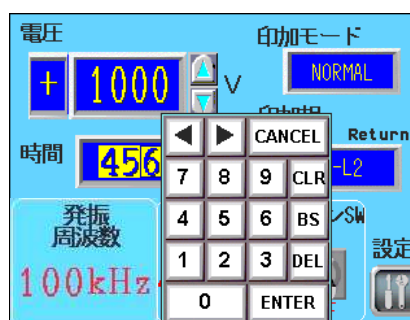 電圧
印加モード
+ 1000 V
NORMAL
Return
時間 456
-L2
◀ ▶ CANCEL
7 8 9 CLR
4 5 6 BS
1 2 3 DEL
0 ENTER
発振
周波数
100kHz
SW
設定